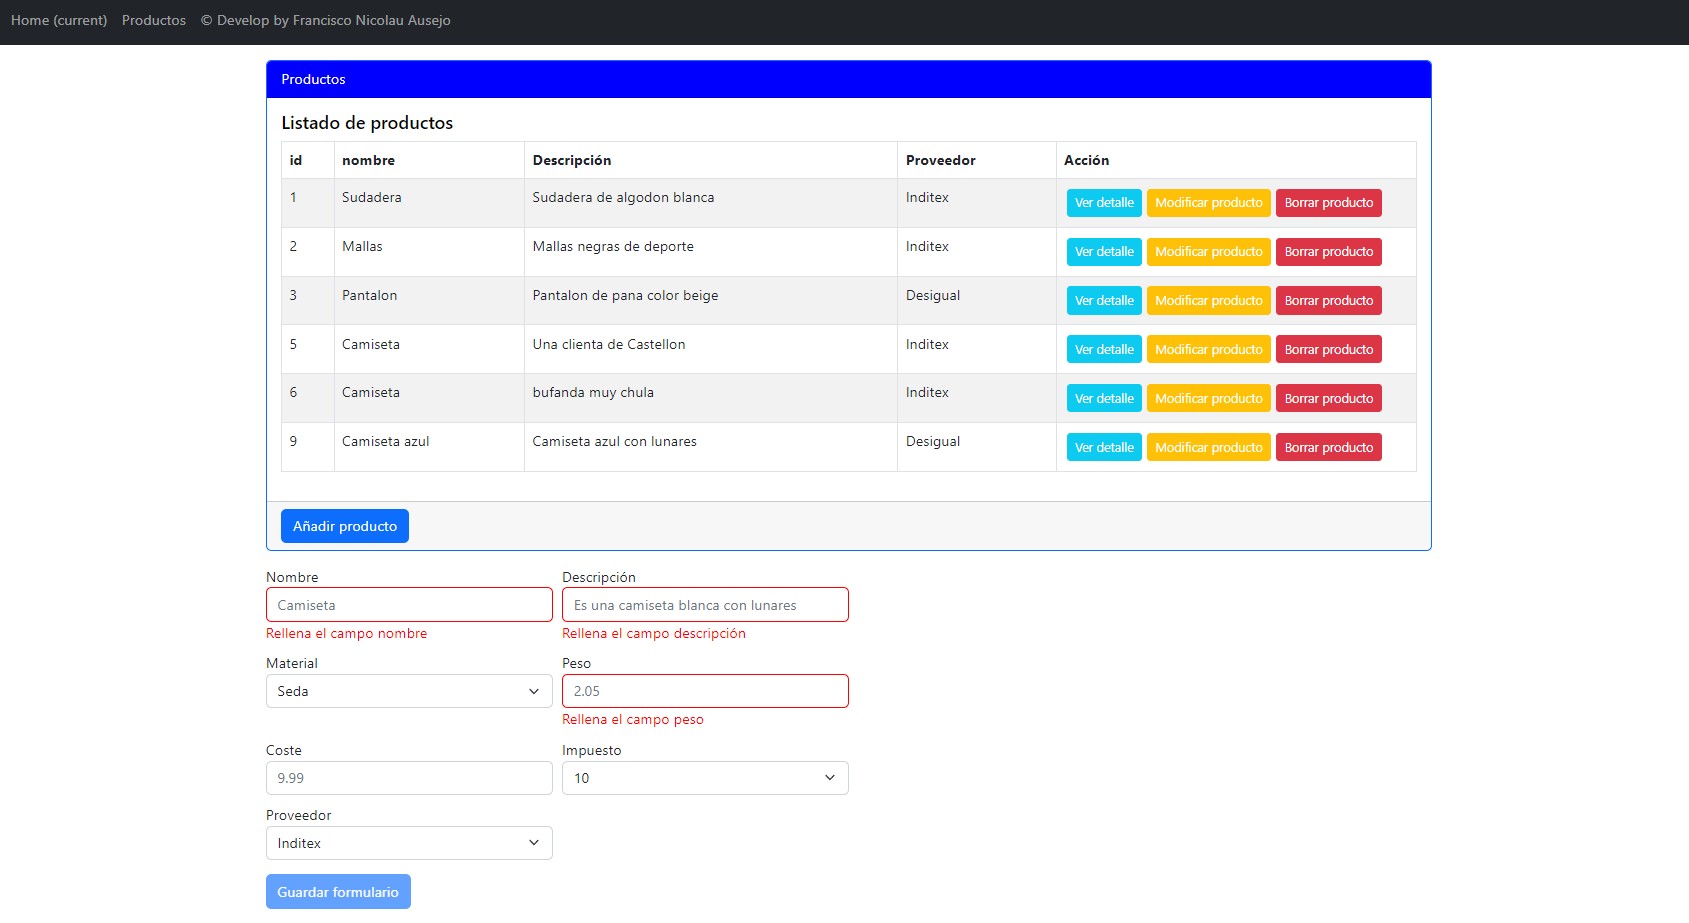 Home (current) Productos © Develop by Francisco Nicolau Ausejo
Productos
Listado de productos
id nombre Descripción Proveedor Acción
1 Sudadera Sudadera de algodon blanca Inditex Ver detalle Modificar producto Borrar producto
2 Mallas Mallas negras de deporte Inditex Ver detalle Modificar producto Borrar producto
3 Pantalon Pantalon de pana color beige Desigual Ver detalle Modificar producto Borrar producto
5 Camiseta Una clienta de Castellon Inditex Ver detalle Modificar producto Borrar producto
6 Camiseta bufanda muy chula Inditex Ver detalle Modificar producto Borrar producto
9 Camiseta azul Camiseta azul con lunares Desigual Ver detalle Modificar producto Borrar producto
Añadir producto
Nombre Descripción
Camiseta Es una camiseta blanca con lunares
Rellena el campo nombre Rellena el campo descripción
Material Peso
Seda 2.05
Rellena el campo peso
Coste Impuesto
9.99 10
Proveedor
Inditex
Guardar formulario